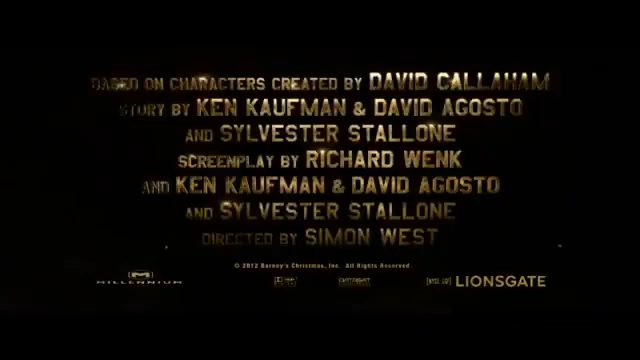 BASED ON CHARACTERS CREATED BY DAVID CALLAHAM
STORY BY KEN KAUFMAN & DAVID AGOSTO
AND SYLVESTER STALLONE
SCREENPLAY BY RICHARD WENK
AND KEN KAUFMAN & DAVID AGOSTO
AND SYLVESTER STALLONE
DIRECTED BY SIMON WEST
© 2012 Barney's Christmas, Inc. All Rights Reserved.
MILLENNIUM
LIONSGATE